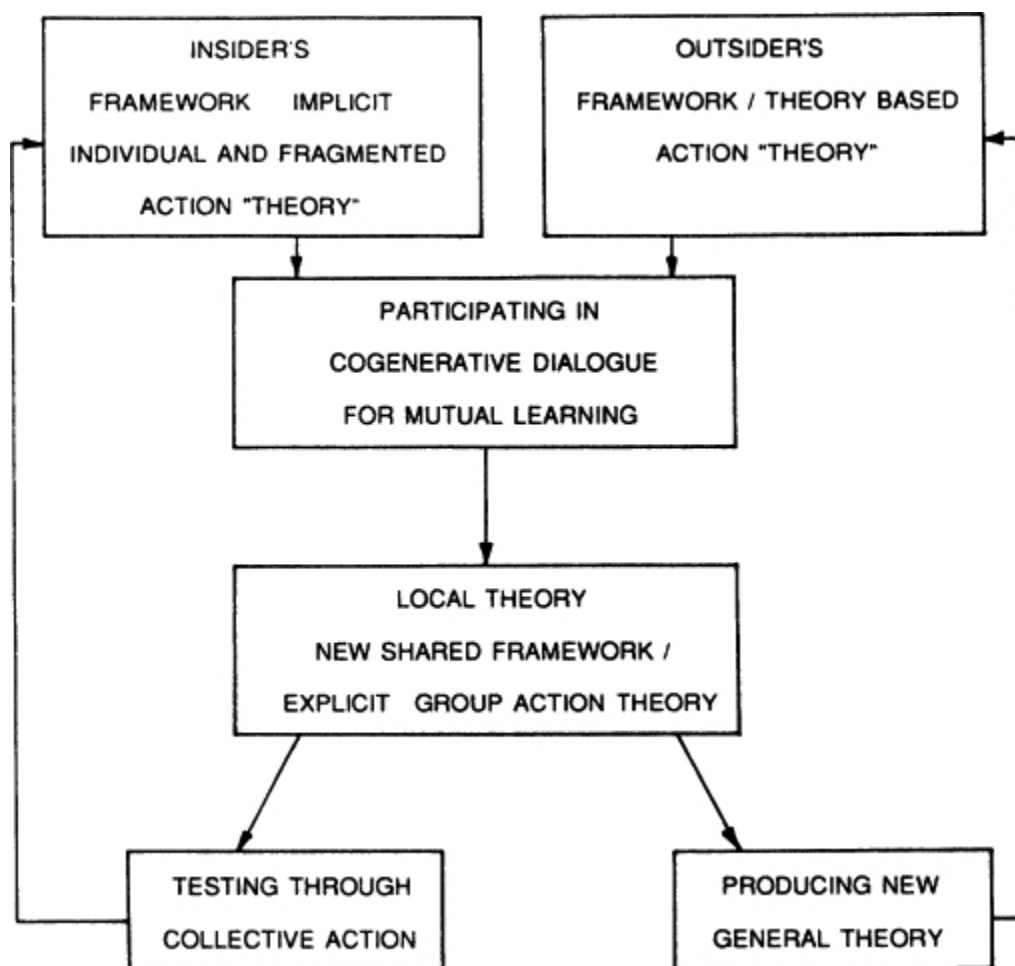 INSIDER'S
FRAMEWORK IMPLICIT
INDIVIDUAL AND FRAGMENTED
ACTION "THEORY"
OUTSIDER'S
FRAMEWORK / THEORY BASED
ACTION "THEORY"
PARTICIPATING IN
COGENERATIVE DIALOGUE
FOR MUTUAL LEARNING
LOCAL THEORY
NEW SHARED FRAMEWORK /
EXPLICIT GROUP ACTION THEORY
TESTING THROUGH
COLLECTIVE ACTION
PRODUCING NEW
GENERAL THEORY